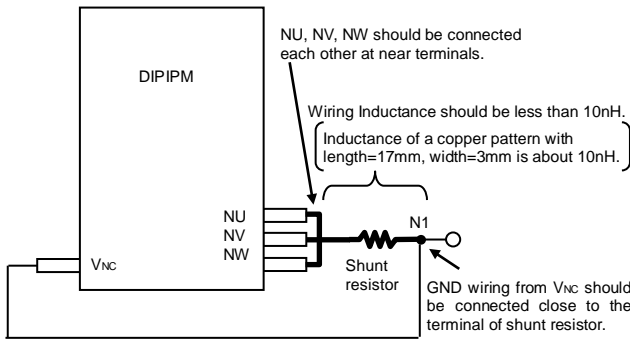 NU, NV, NW should be connected
each other at near terminals.
DIPIPM
Wiring Inductance should be less than 10nH.
Inductance of a copper pattern with
length=17mm, width=3mm is about 10nH.
NU
NV
NW
N1
VNC
Shunt
resistor
GND wiring from VNC should
be connected close to the
terminal of shunt resistor.